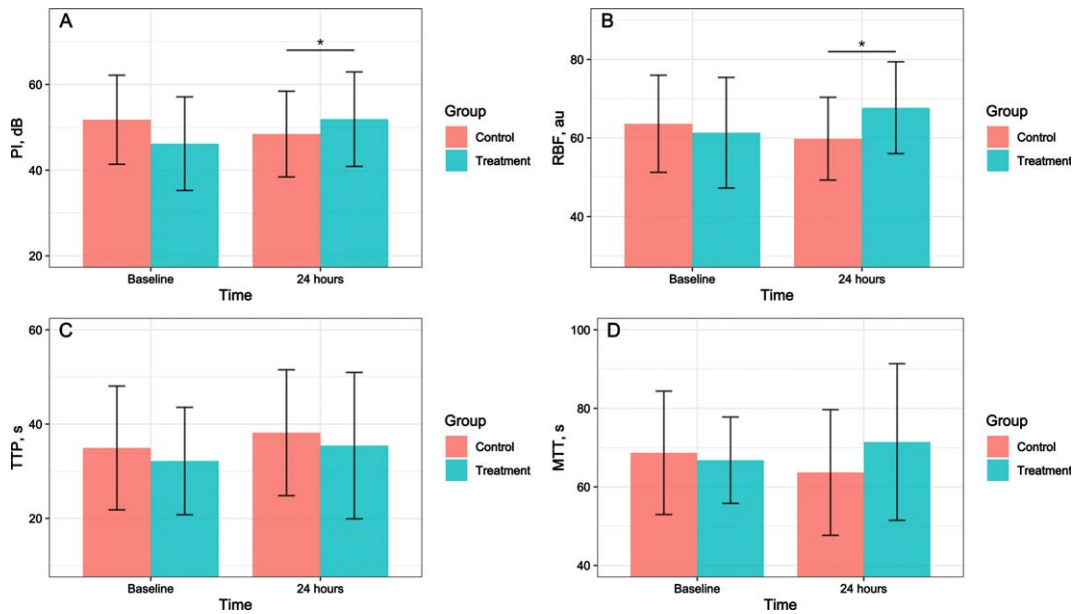 A
PI, dB
60
40
20
*
Baseline
24 hours
Time
Group
Control
Treatment
B
RBF, au
80
60
40
*
Baseline
24 hours
Time
Group
Control
Treatment
C
TTP, s
60
40
20
Baseline
24 hours
Time
Group
Control
Treatment
D
MTT, s
100
80
60
40
Baseline
24 hours
Time
Group
Control
Treatment